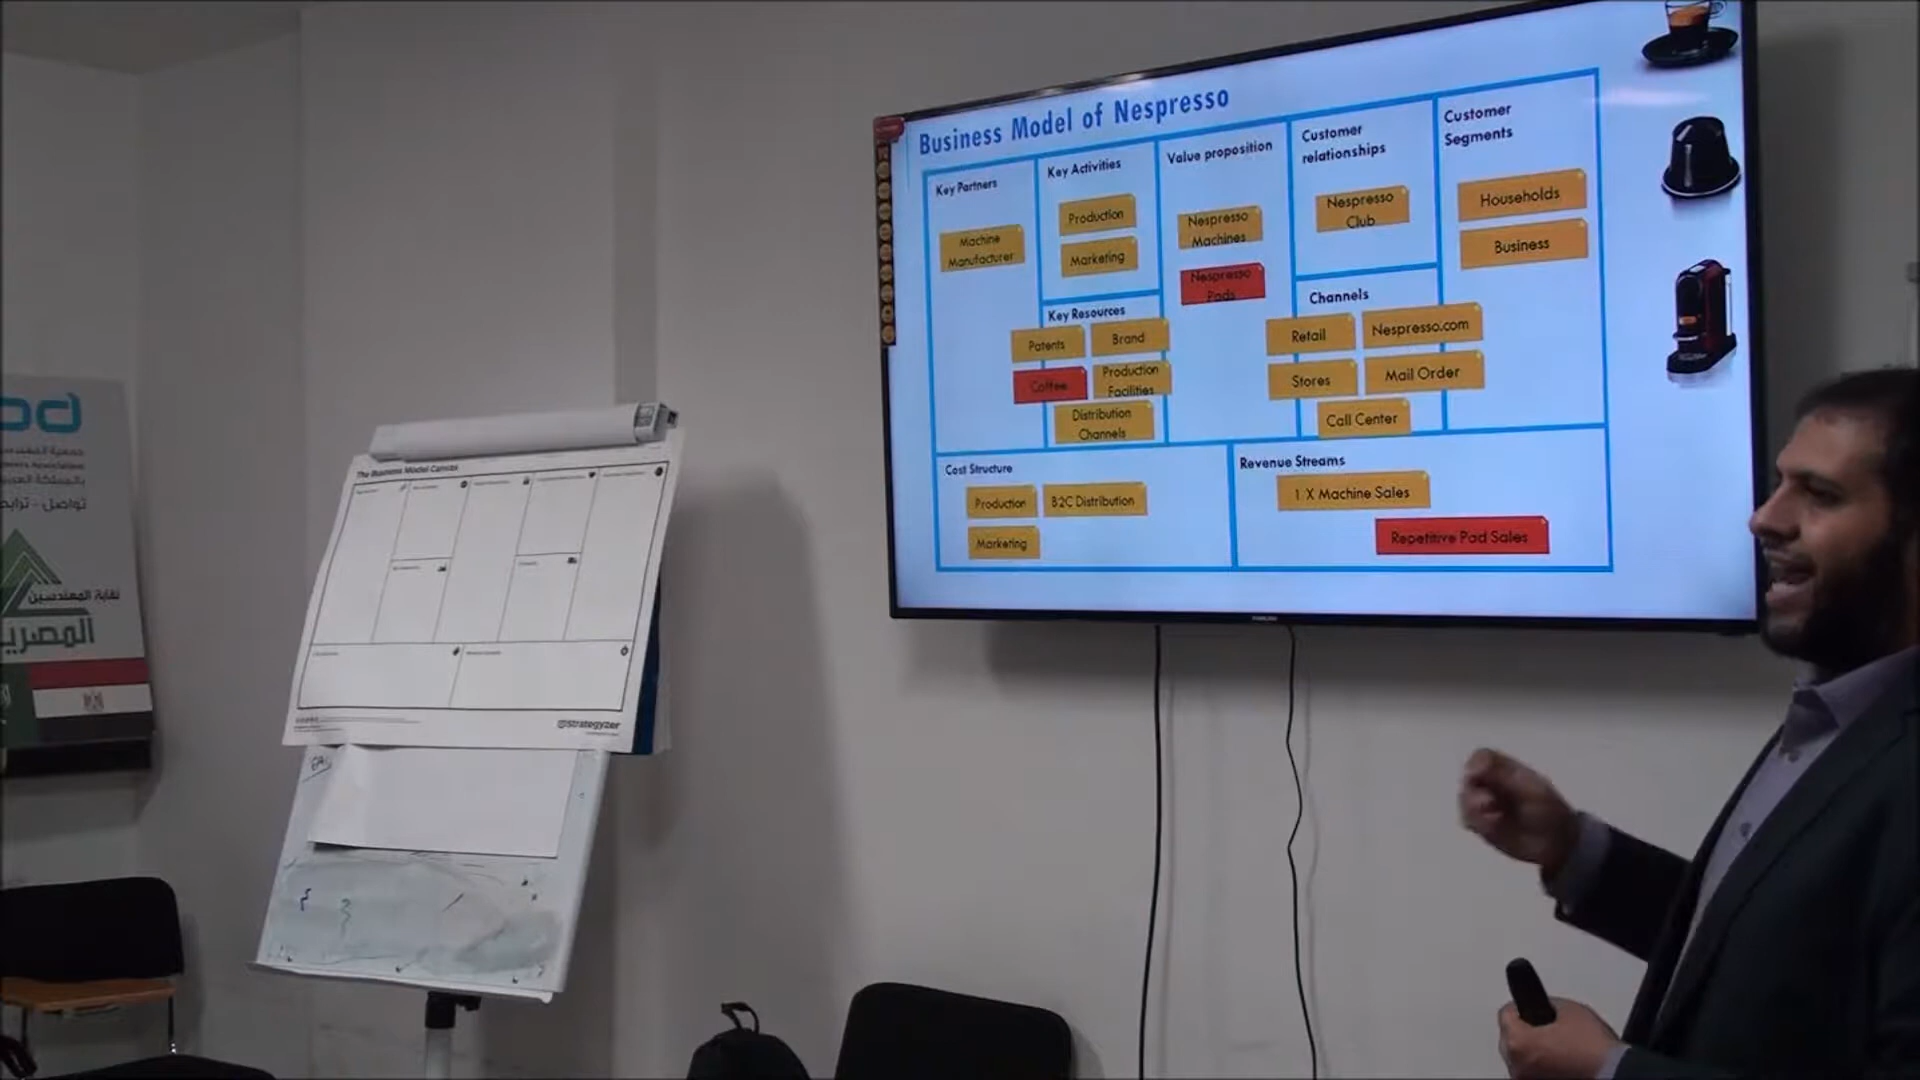 Business Model of Nespresso
Key Partners
Machine
Manufacturer
Key Activities
Production
Marketing
Key Resources
Patents
Brand
Coffee
Production
Facilities
Distribution
Channels
Value proposition
Nespresso
Machines
Nespresso
Pads
Customer
relationships
Nespresso
Club
Channels
Retail
Nespresso.com
Stores
Mail Order
Call Center
Customer
Segments
Households
Business
Cost Structure
Production
B2C Distribution
Marketing
Revenue Streams
1 X Machine Sales
Repetitive Pad Sales
The Business Model Canvas
Strategyzer
تواصل - ترابط
نقابة المهندسين